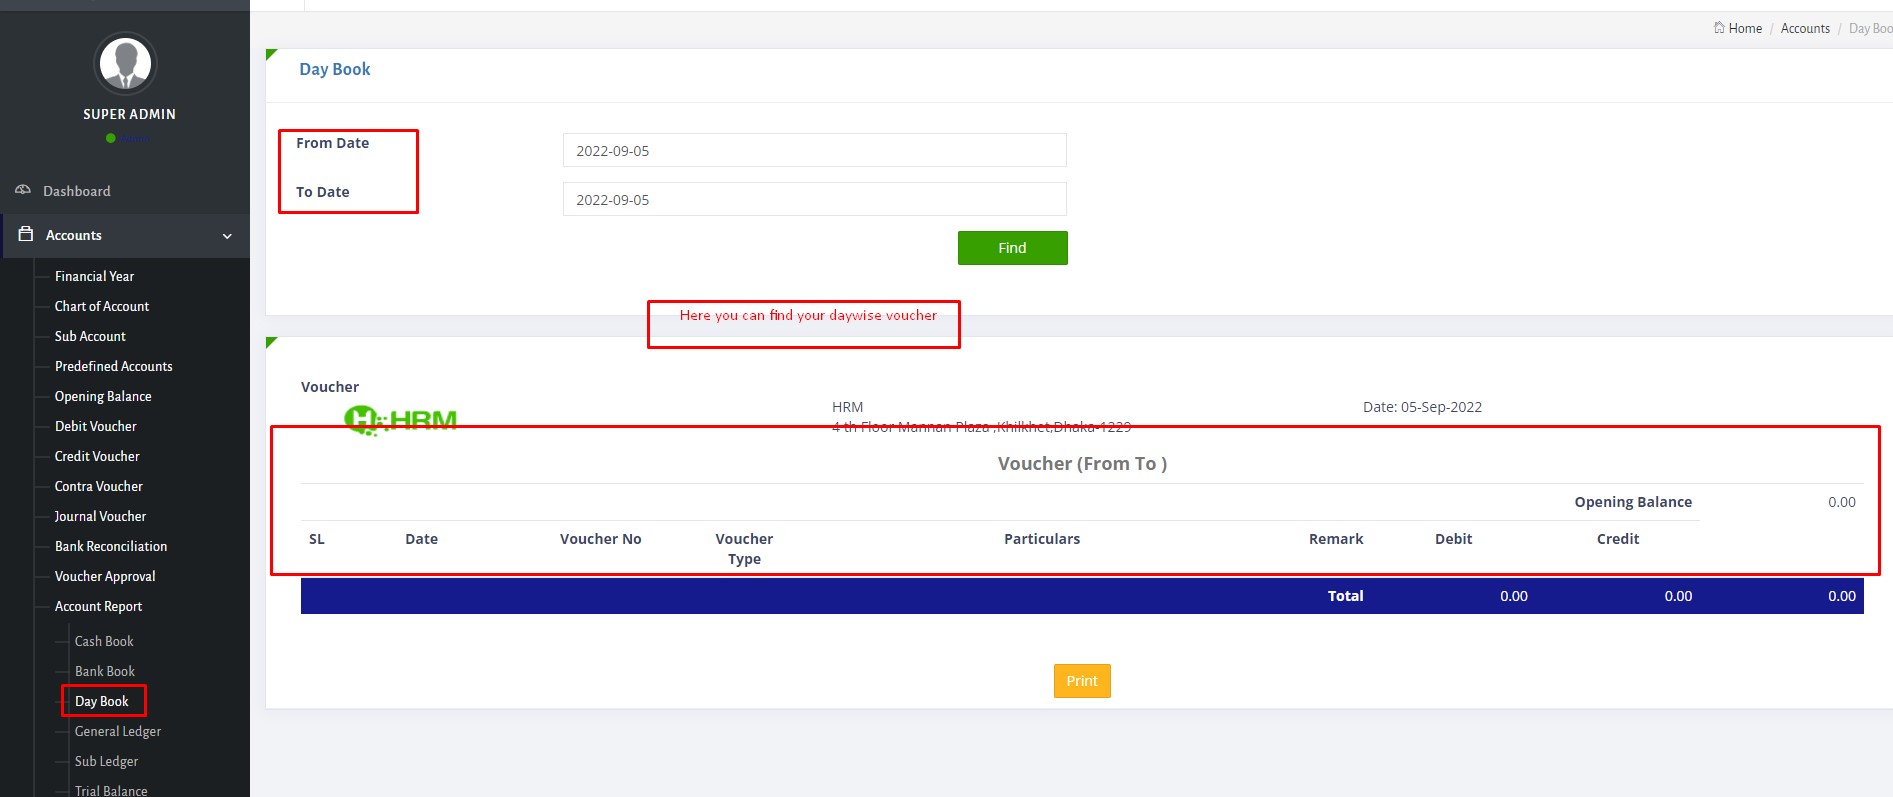 SUPER ADMIN
Dashboard
Accounts
Financial Year
Chart of Account
Sub Account
Predefined Accounts
Opening Balance
Debit Voucher
Credit Voucher
Contra Voucher
Journal Voucher
Bank Reconciliation
Voucher Approval
Account Report
Cash Book
Bank Book
Day Book
General Ledger
Sub Ledger
Trial Balance
Home / Accounts / Day Boo
Day Book
From Date 2022-09-05
To Date 2022-09-05
Find
Here you can find your daywise voucher
Voucher
HRM HRM Date: 05-Sep-2022
4 th Floor Mannan Plaza ,Khilkhet,Dhaka-1229
Voucher (From To )
Opening Balance 0.00
SL Date Voucher No Voucher Type Particulars Remark Debit Credit
Total 0.00 0.00 0.00
Print